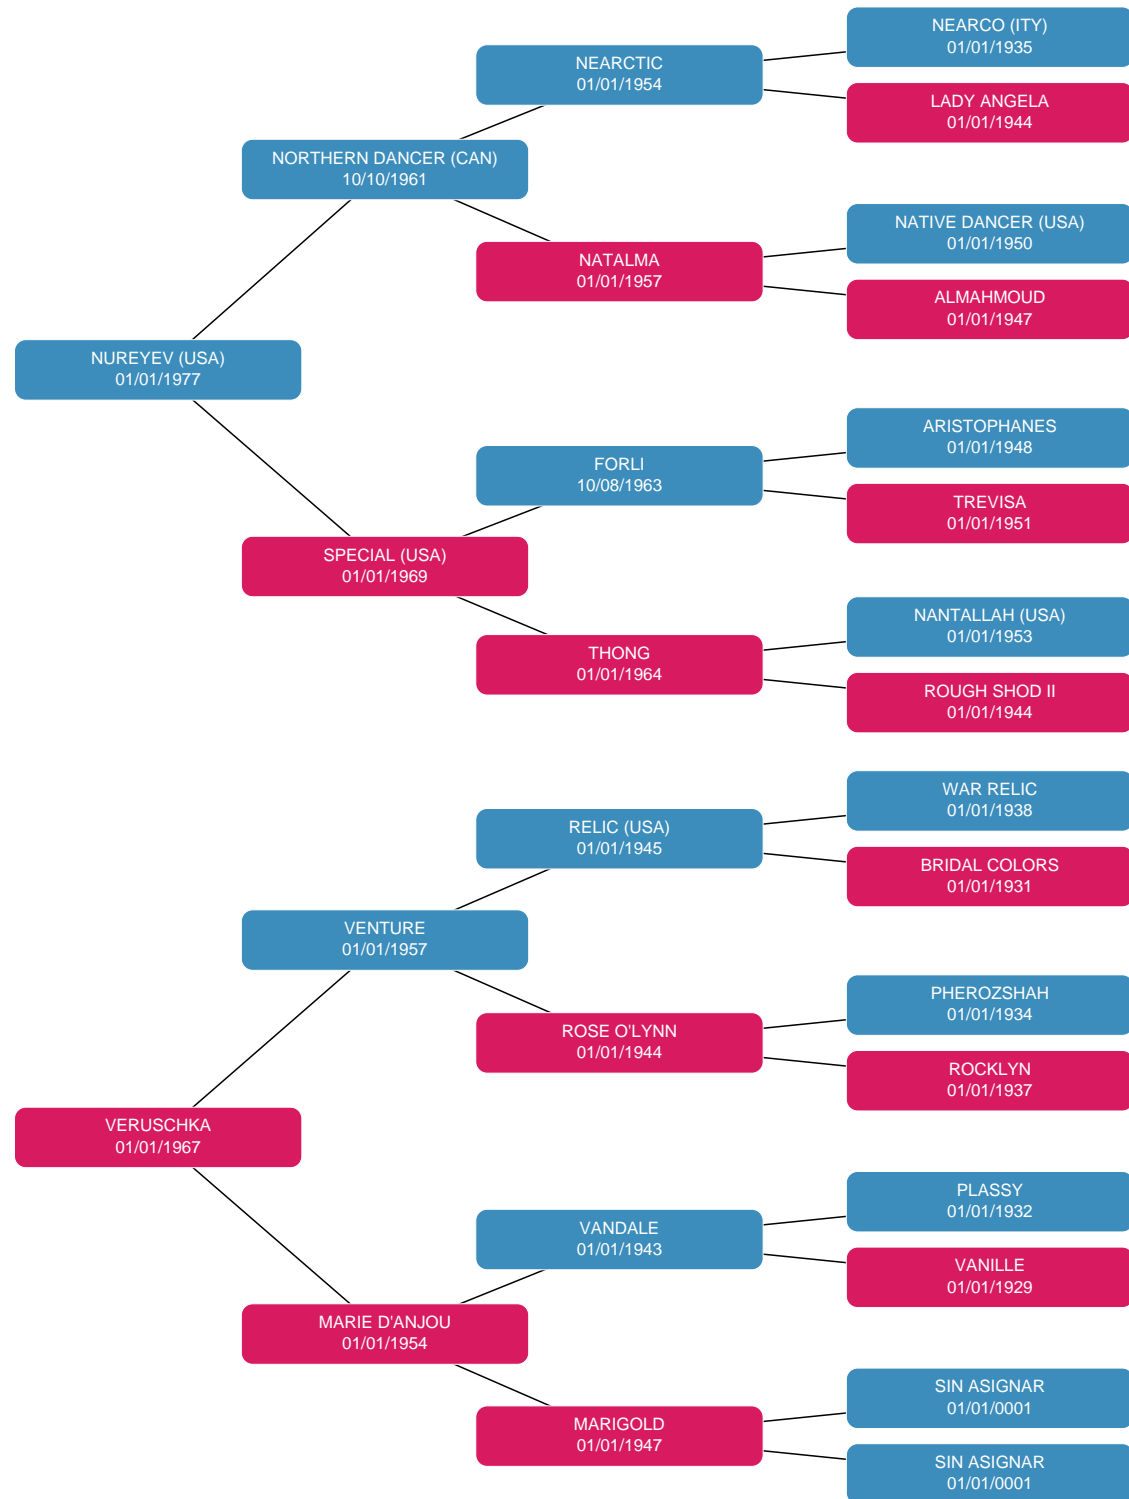 NEARCO (ITY)
01/01/1935
NEARCTIC
01/01/1954
LADY ANGELA
01/01/1944
NORTHERN DANCER (CAN)
10/10/1961
NATIVE DANCER (USA)
01/01/1950
NATALMA
01/01/1957
ALMAHMOUD
01/01/1947
NUREYEV (USA)
01/01/1977
ARISTOPHANES
01/01/1948
FORLI
10/08/1963
TREVISA
01/01/1951
SPECIAL (USA)
01/01/1969
NANTALLAH (USA)
01/01/1953
THONG
01/01/1964
ROUGH SHOD II
01/01/1944
WAR RELIC
01/01/1938
RELIC (USA)
01/01/1945
BRIDAL COLORS
01/01/1931
VENTURE
01/01/1957
PHEROZSHAH
01/01/1934
ROSE O'LYNN
01/01/1944
ROCKLYN
01/01/1937
VERUSCHKA
01/01/1967
PLASSY
01/01/1932
VANDALE
01/01/1943
VANILLE
01/01/1929
MARIE D'ANJOU
01/01/1954
SIN ASIGNAR
01/01/0001
MARIGOLD
01/01/1947
SIN ASIGNAR
01/01/0001